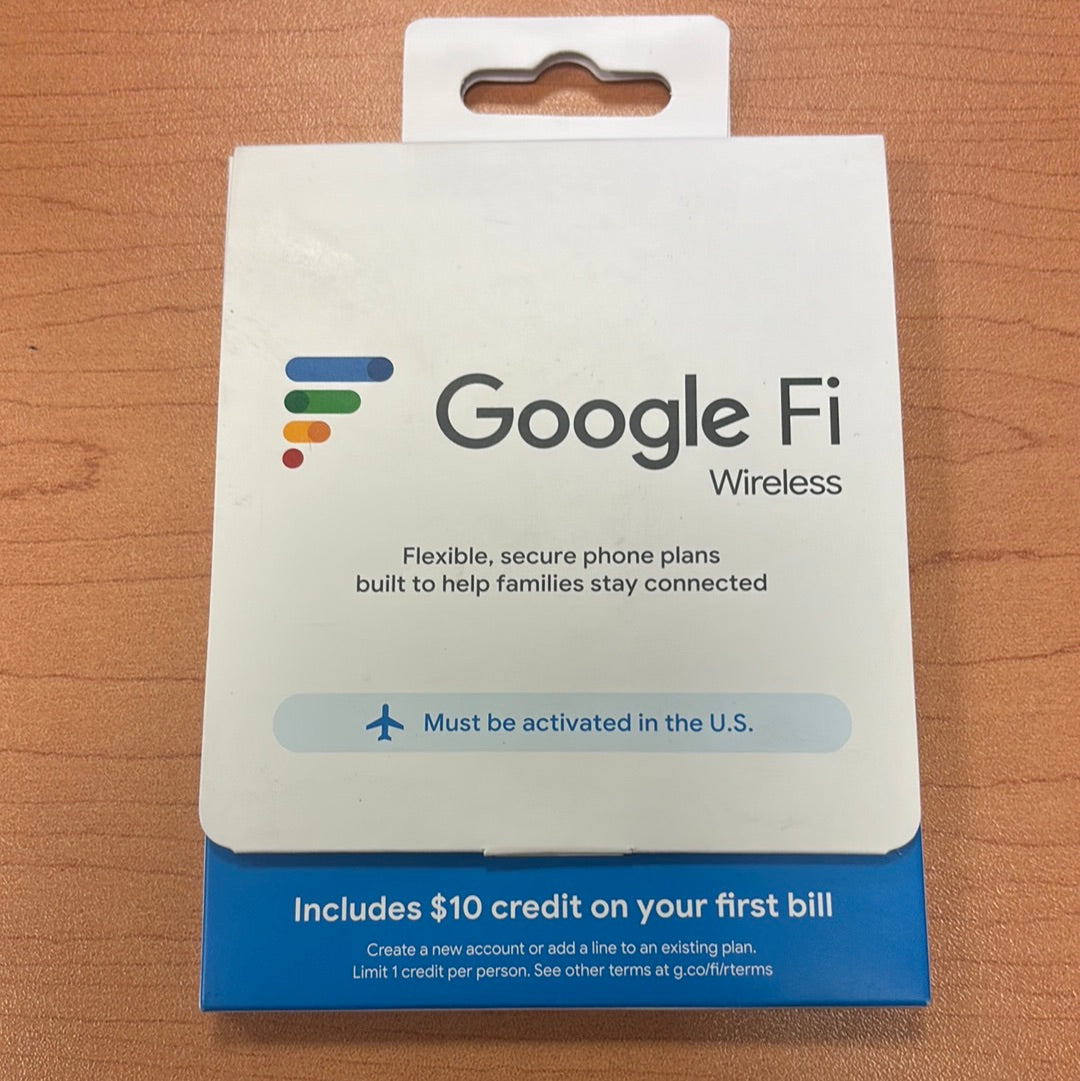 Google Fi
Wireless
Flexible, secure phone plans
built to help families stay connected
Must be activated in the U.S.
Includes $10 credit on your first bill
Create a new account or add a line to an existing plan.
Limit 1 credit per person. See other terms at g.co/fi/rterms